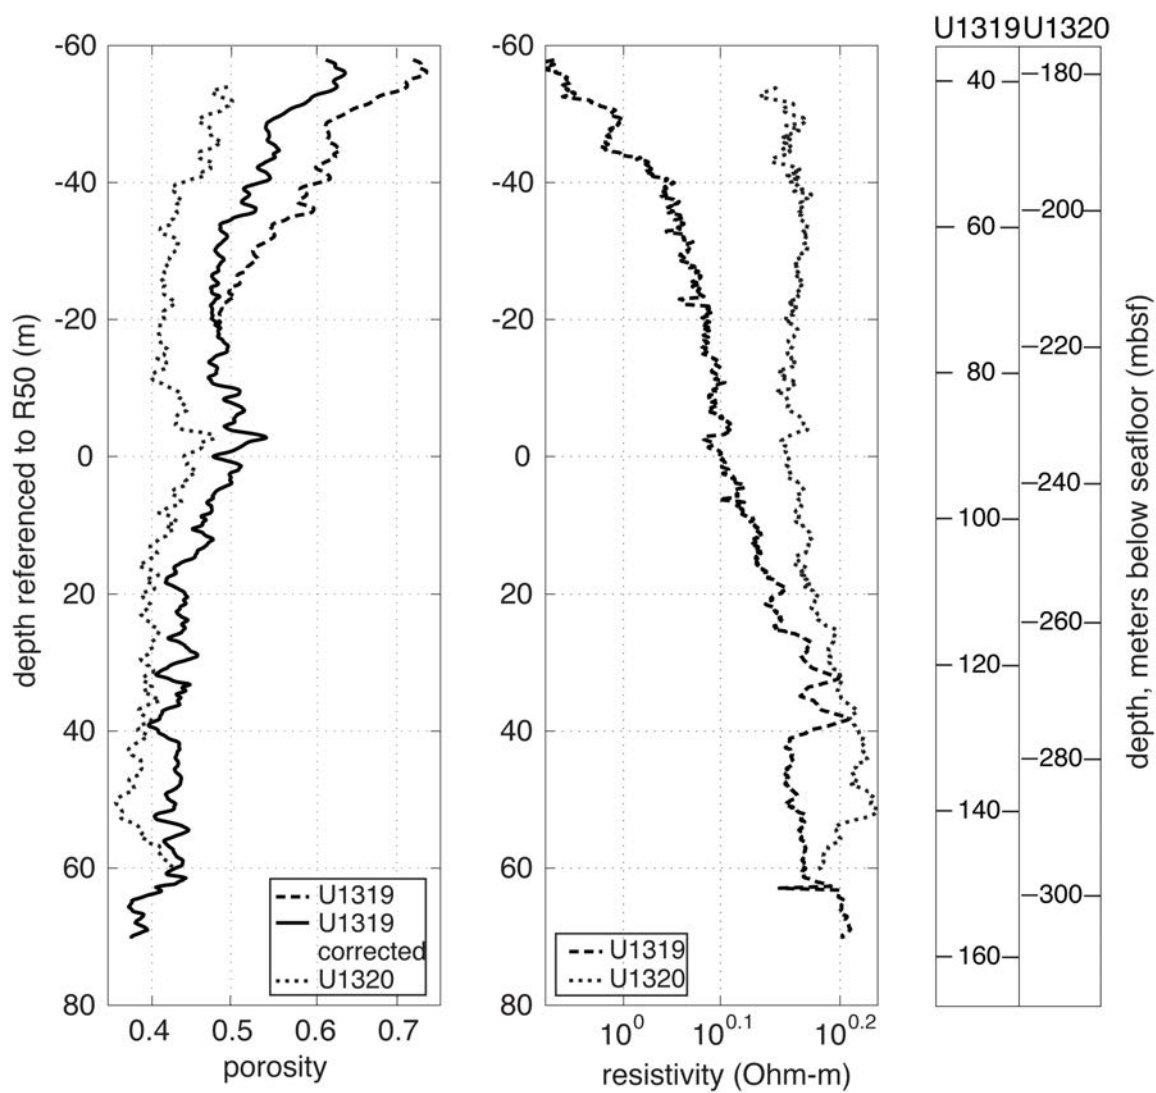 U1319 U1320
-60
-40
-20
0
20
40
60
80
0.4 0.5 0.6 0.7
porosity
depth referenced to R50 (m)
U1319
U1319
corrected
U1320
-60
-40
-20
0
20
40
60
80
10^0 10^0.1 10^0.2
resistivity (Ohm-m)
U1319
U1320
40
60
80
100
120
140
160
180
200
220
240
260
280
300
depth, meters below seafloor (mbsf)